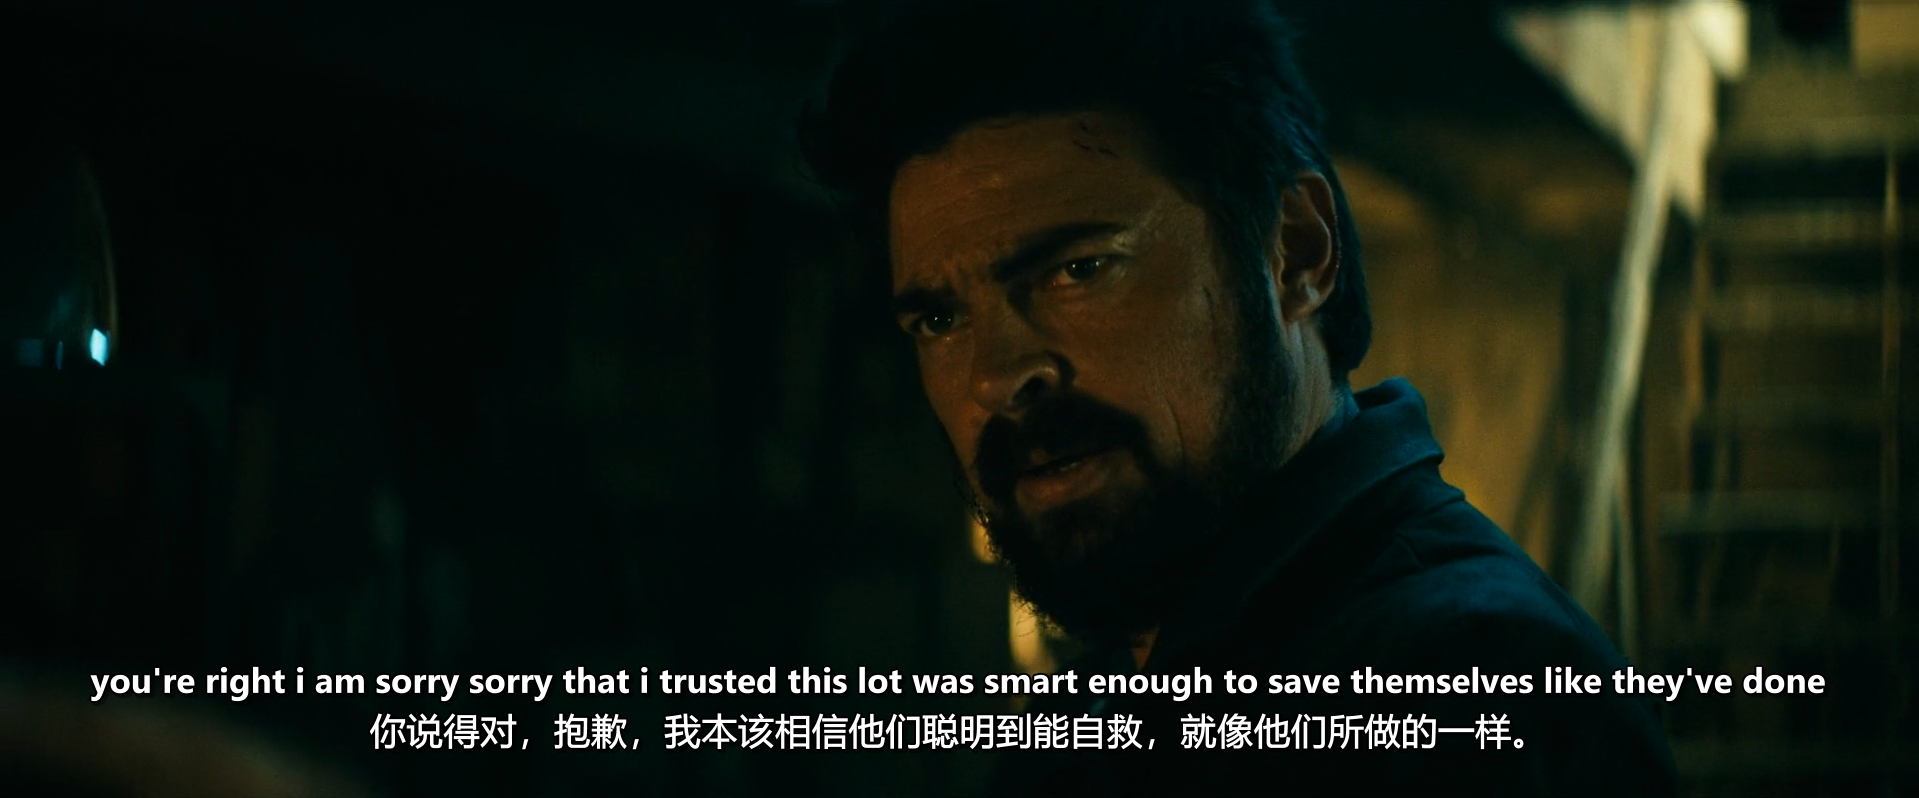 you're right i am sorry sorry that i trusted this lot was smart enough to save themselves like they've done
你说得对，抱歉，我本该相信他们聪明到能自救，就像他们所做的一样。